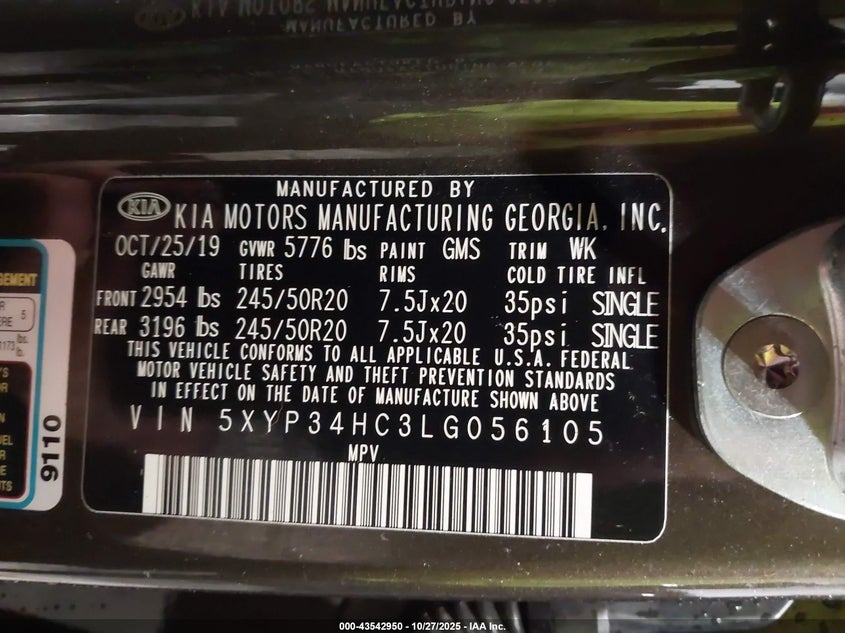 MANUFACTURED BY
KIA KIA MOTORS MANUFACTURING GEORGIA, INC.
OCT/25/19 GVWR 5776 lbs PAINT GMS TRIM WK
GAWR TIRES RIMS COLD TIRE INFL
FRONT 2954 lbs 245/50R20 7.5Jx20 35psi SINGLE
REAR 3196 lbs 245/50R20 7.5Jx20 35psi SINGLE
THIS VEHICLE CONFORMS TO ALL APPLICABLE U.S.A. FEDERAL
MOTOR VEHICLE SAFETY AND THEFT PREVENTION STANDARDS
IN EFFECT ON THE DATE OF MANUFACTURE SHOWN ABOVE
VIN 5XYP34HC3LG056105
MPV
5
lbs.
9110
000-43542950 - 10/27/2025 - IAA Inc.